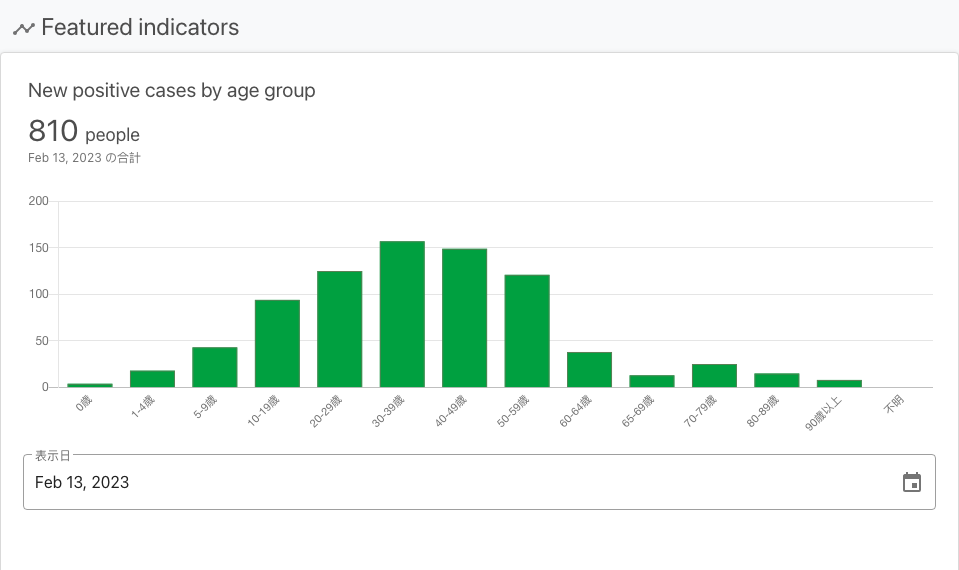 Featured indicators
New positive cases by age group
810 people
Feb 13, 2023 の合計
200
150
100
50
0
0歳
1-4歳
5-9歳
10-19歳
20-29歳
30-39歳
40-49歳
50-59歳
60-64歳
65-69歳
70-79歳
80-89歳
90歳以上
不明
表示日
Feb 13, 2023